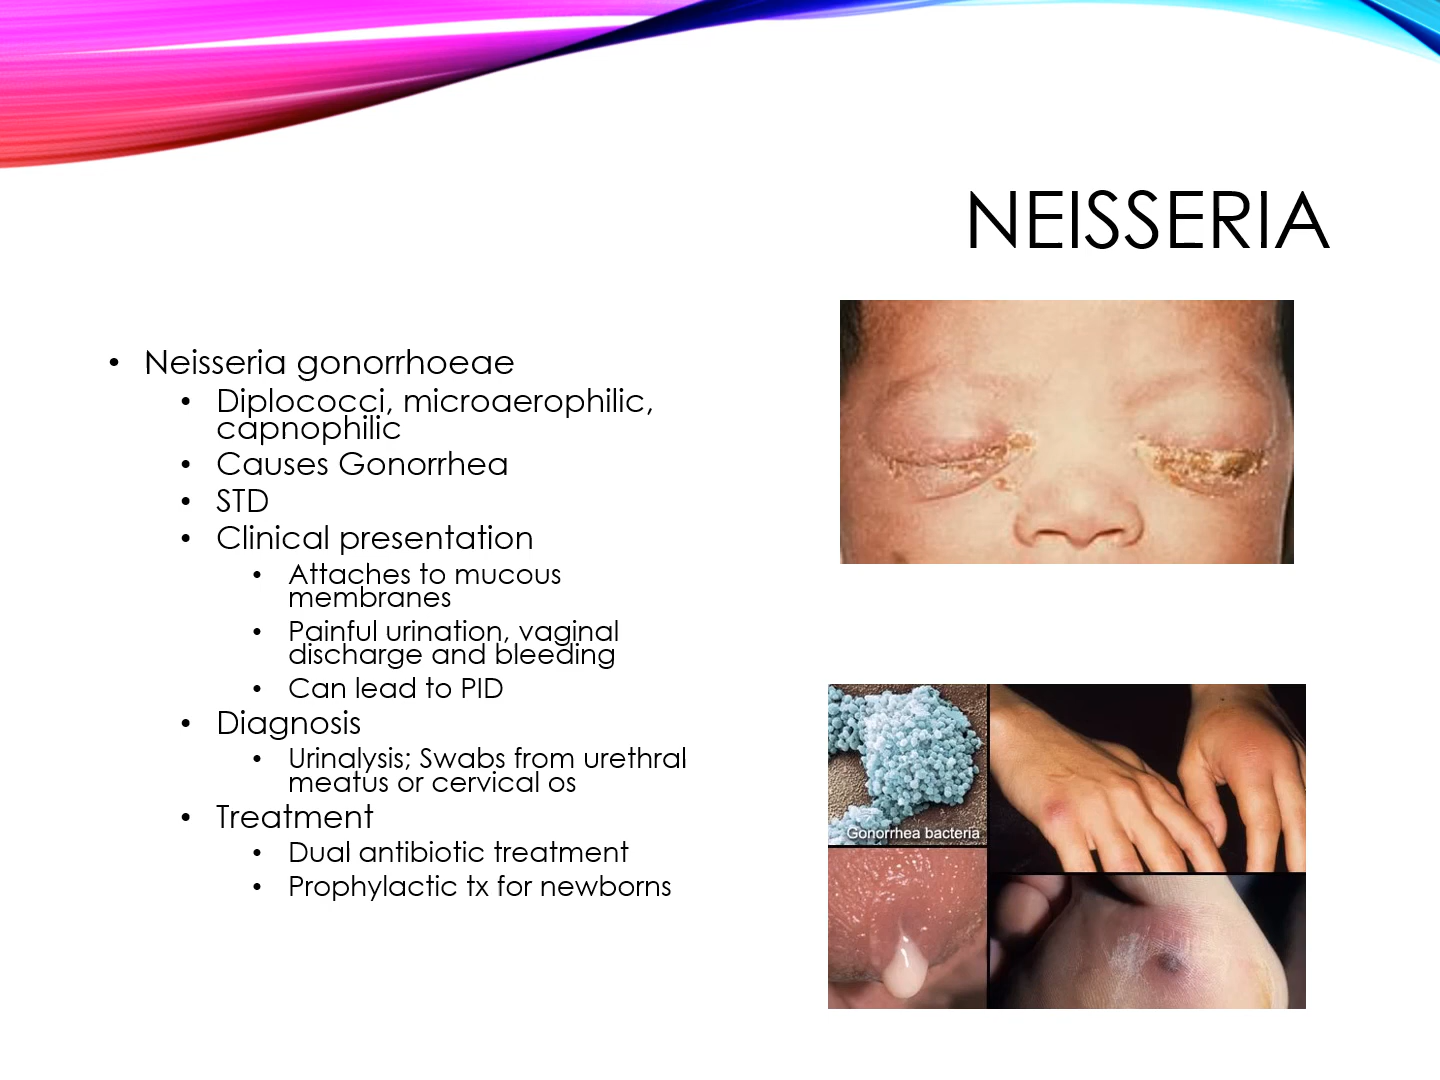 NEISSERIA
• Neisseria gonorrhoeae
• Diplococci, microaerophilic,
capnophilic
• Causes Gonorrhea
• STD
• Clinical presentation
• Attaches to mucous
membranes
• Painful urination, vaginal
discharge and bleeding
• Can lead to PID
• Diagnosis
• Urinalysis; Swabs from urethral
meatus or cervical os
• Treatment
• Dual antibiotic treatment
• Prophylactic tx for newborns
Gonorrhea bacteria